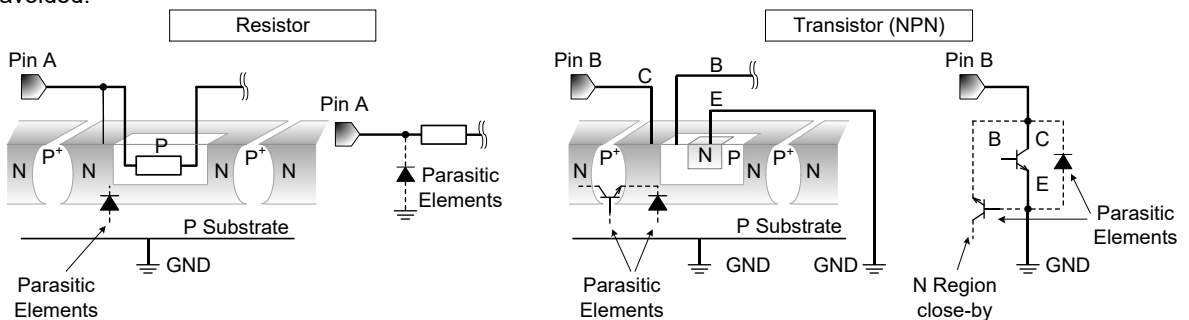 Resistor
Transistor (NPN)
Pin A
Pin A
N
P+
N
P
N
P+
N
Parasitic
Elements
P Substrate
GND
Parasitic
Elements
Pin B
C
B
E
N
P+
N
N
P
P+
N
P Substrate
GND
GND
Parasitic
Elements
Pin B
B
C
E
Parasitic
Elements
GND
N Region
close-by